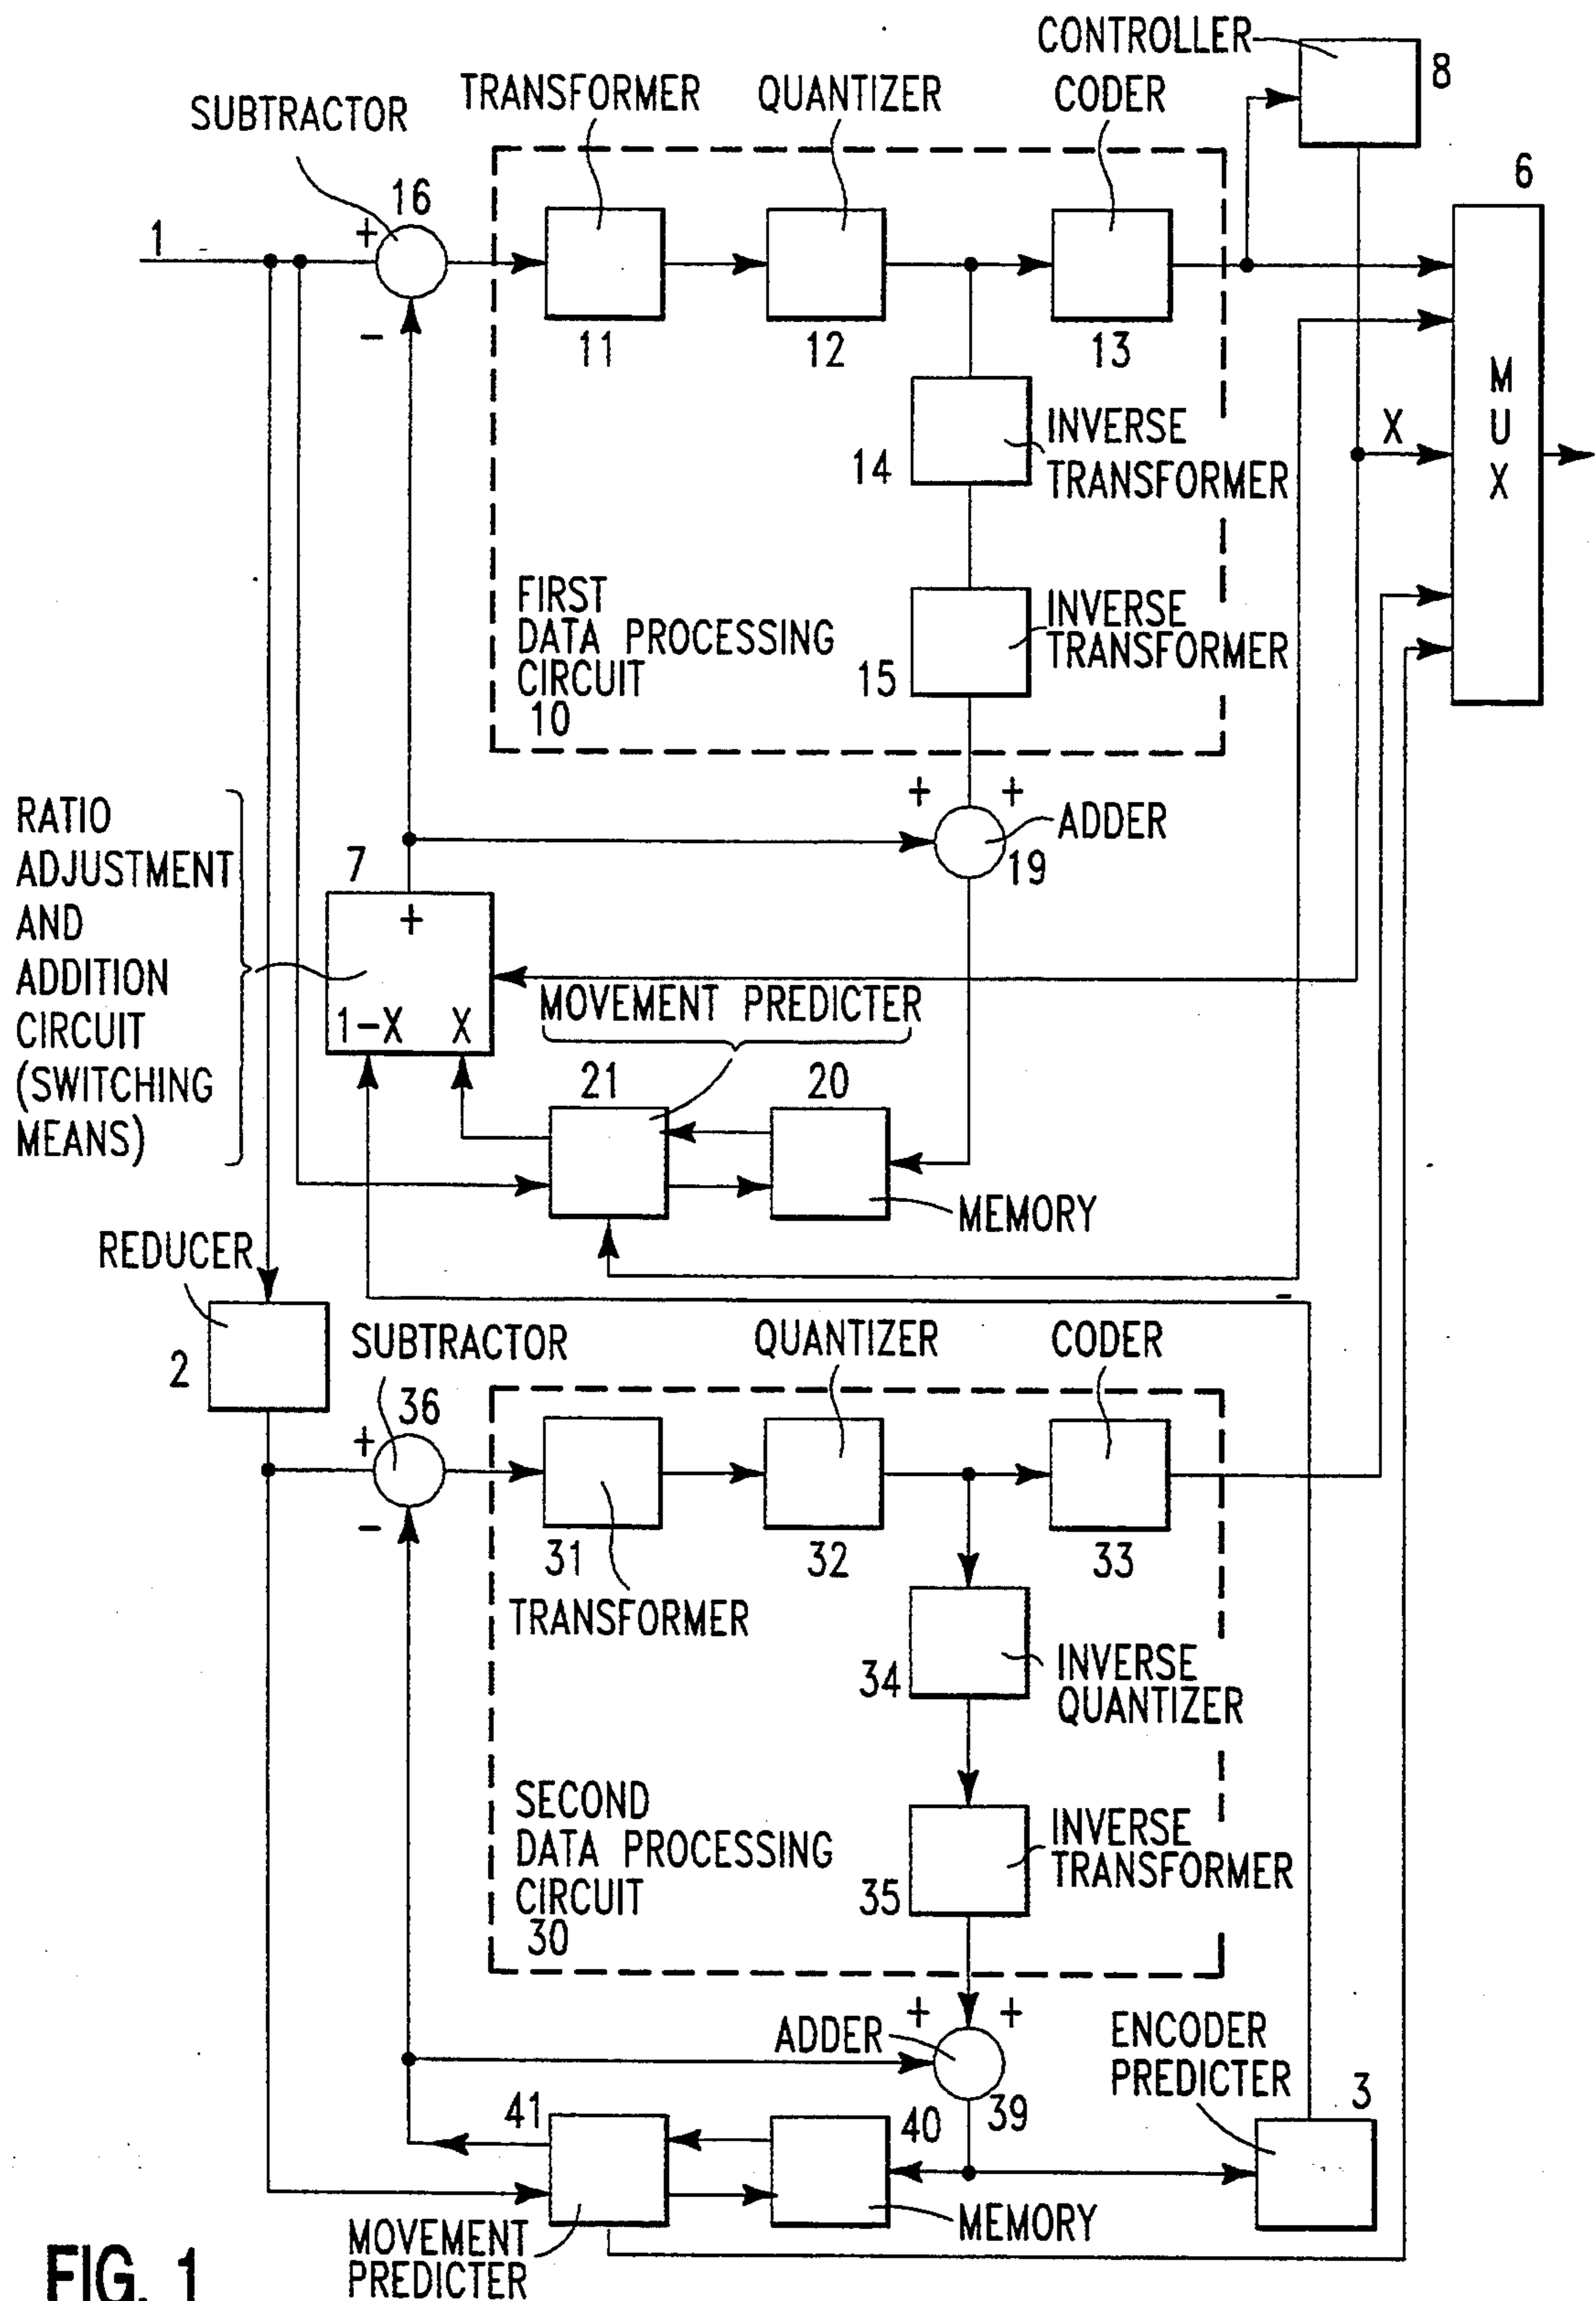 CONTROLLER
8
SUBTRACTOR
TRANSFORMER
QUANTIZER
CODER
6
1
+
16
-
11
12
13
MUX
14
INVERSE
TRANSFORMER
X
FIRST
DATA PROCESSING
CIRCUIT
10
15
INVERSE
TRANSFORMER
RATIO
ADJUSTMENT
AND
ADDITION
CIRCUIT
(SWITCHING
MEANS)
7
+
1-X X
+ +
ADDER
19
MOVEMENT PREDICTER
21
20
MEMORY
REDUCER
2
SUBTRACTOR
36
+
-
QUANTIZER
CODER
31
32
33
TRANSFORMER
34
INVERSE
QUANTIZER
SECOND
DATA PROCESSING
CIRCUIT
30
35
INVERSE
TRANSFORMER
+ +
ADDER
39
ENCODER
PREDICTER
3
41
40
MEMORY
MOVEMENT
PREDICTER
FIG. 1